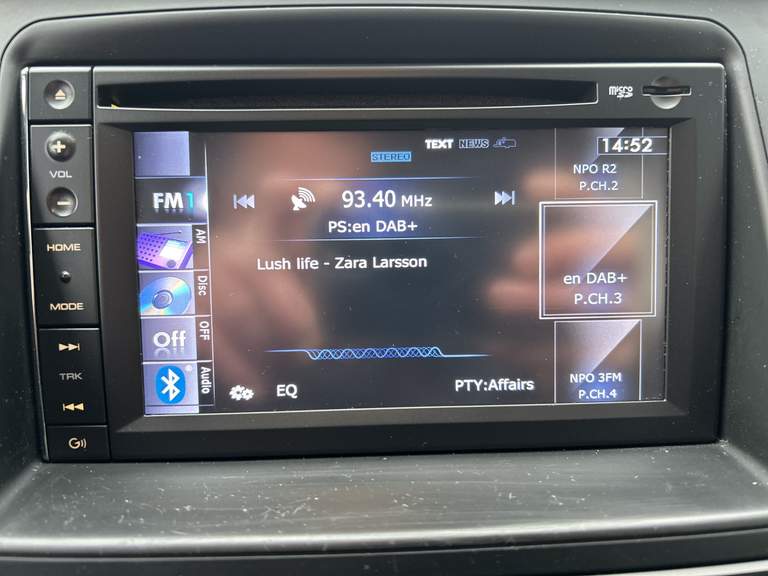 micro
VOL
HOME
MODE
TRK
TEXT NEWS
STEREO
14:52
FM1
AM
Disc
OFF
Off
Audio
93.40 MHz
PS:en DAB+
Lush life - Zara Larsson
EQ
PTY:Affairs
NPO R2
P.CH.2
en DAB+
P.CH.3
NPO 3FM
P.CH.4